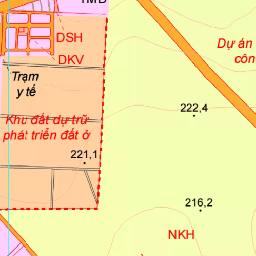 TMD
DSH
DKV
Dự án
côn
Trạm
y tế
222,4
Khu đất dự trữ
phát triển đất ở
221,1
216,2
NKH